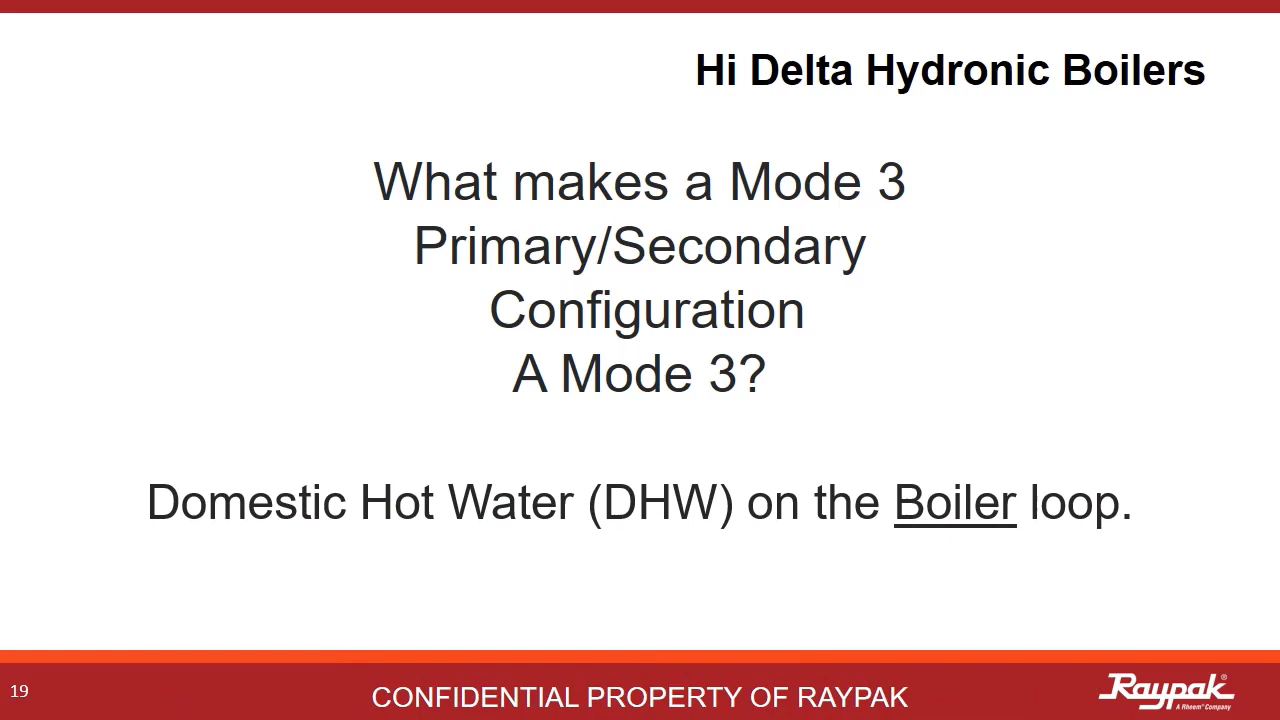 Hi Delta Hydronic Boilers
What makes a Mode 3
Primary/Secondary
Configuration
A Mode 3?
Domestic Hot Water (DHW) on the Boiler loop.
19
CONFIDENTIAL PROPERTY OF RAYPAK
Raypak®
A Rheem® Company